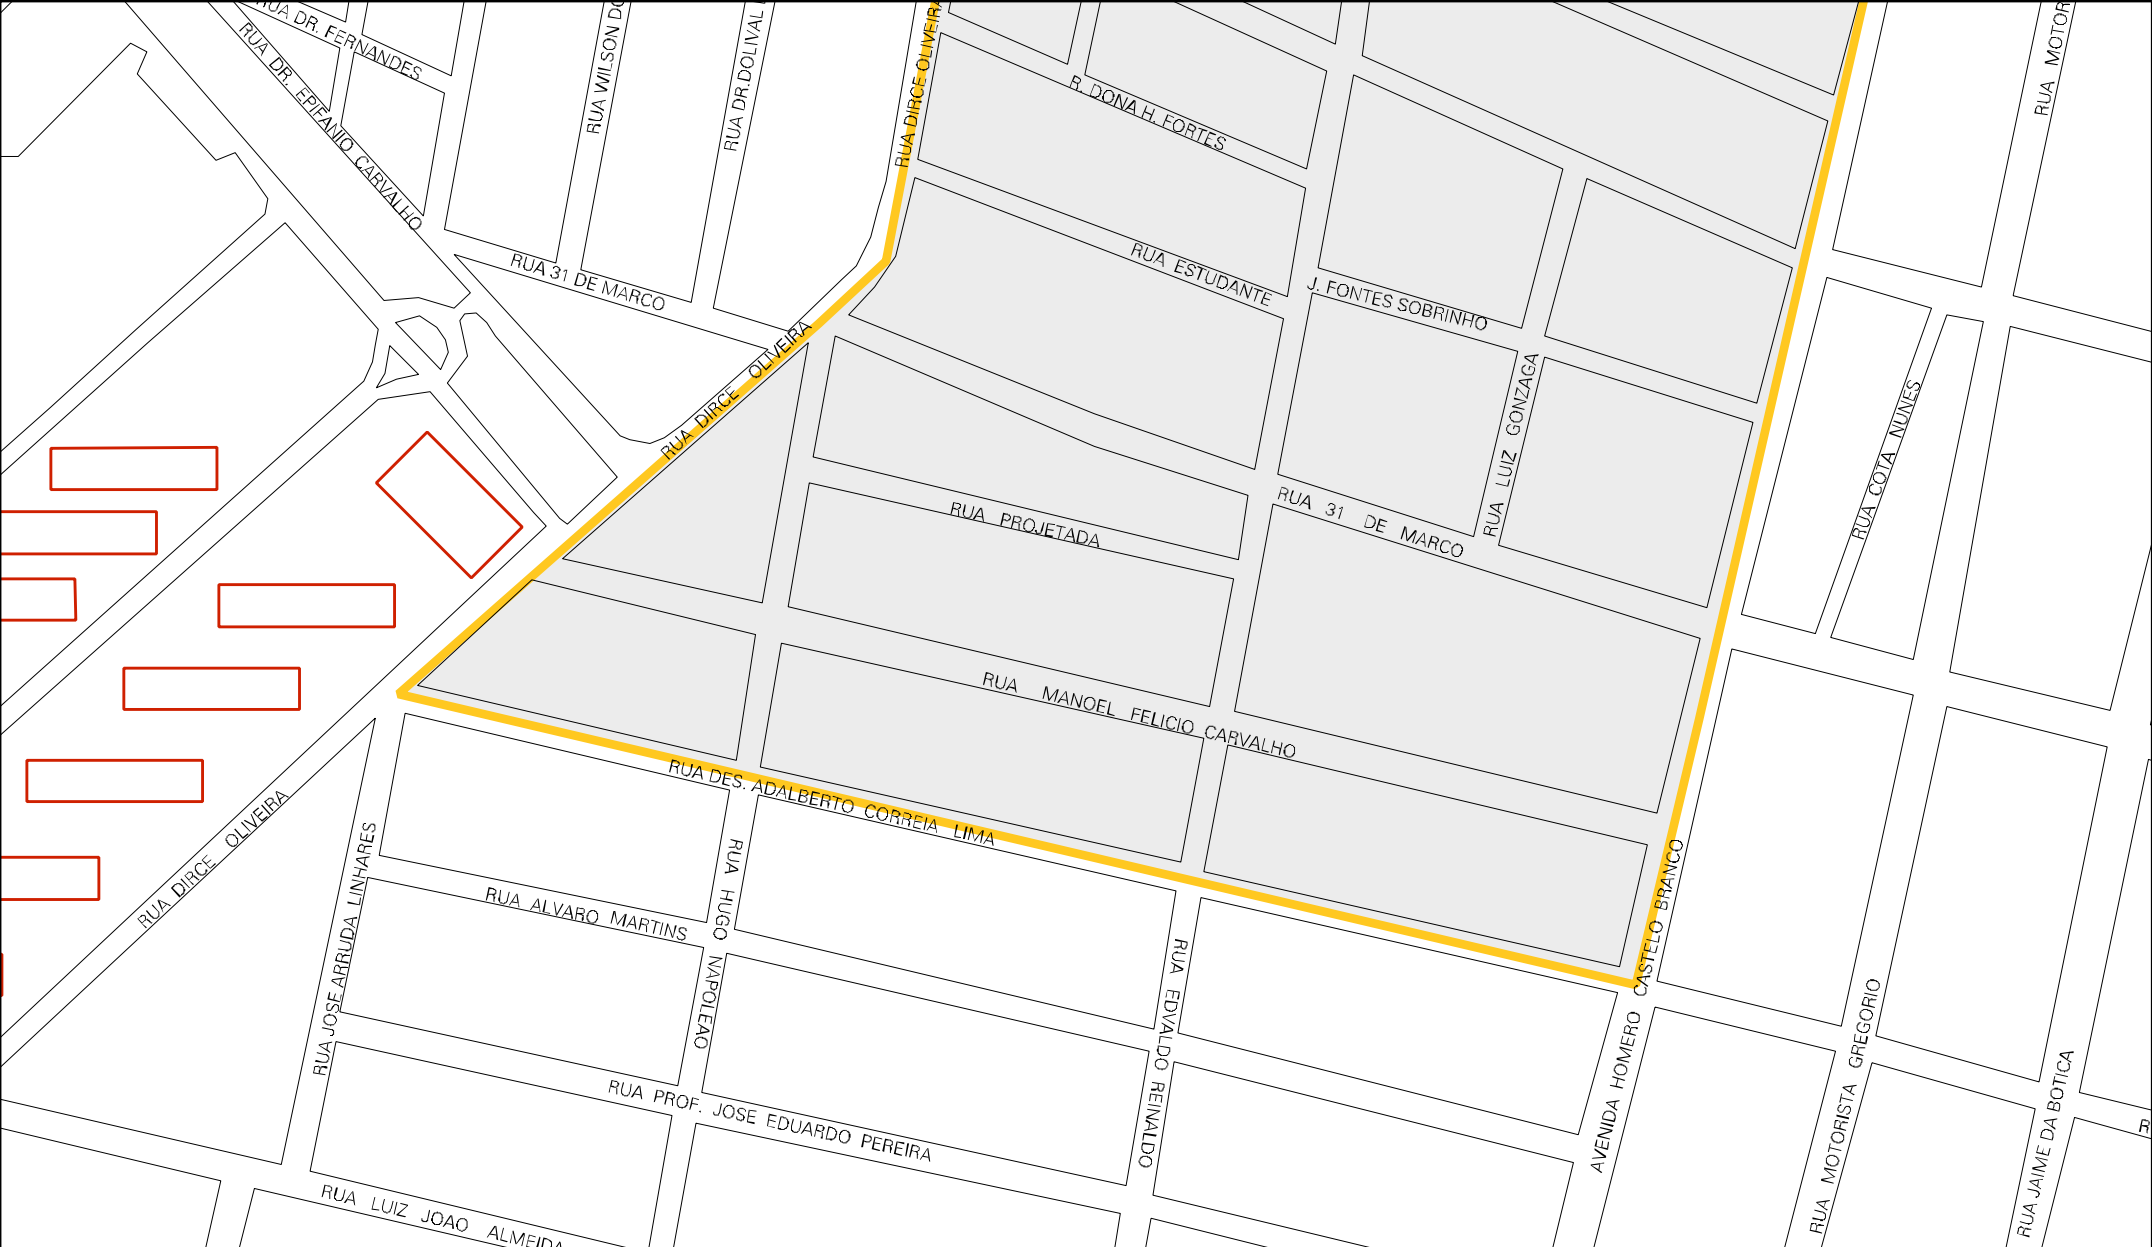 RUA DR. FERNANDES
RUA DR. EPIFANIO CARVALHO
RUA WILSON
RUA DR.DOLIVAL
RUA DIRCE OLIVEIRA
R. DONA H. FORTES
RUA MOTOR
RUA 31 DE MARCO
RUA ESTUDANTE
J. FONTES SOBRINHO
RUA DIRCE OLIVEIRA
RUA LUIZ GONZAGA
RUA COTA NUNES
RUA 31 DE MARCO
RUA PROJETADA
RUA MANOEL FELICIO CARVALHO
RUA DES. ADALBERTO CORREIA LIMA
RUA DIRCE OLIVEIRA
RUA JOSE ARRUDA LINHARES
RUA HUGO NAPOLEAO
RUA ALVARO MARTINS
RUA EDVALDO REINALDO
AVENIDA HOMERO CASTELO BRANCO
RUA MOTORISTA GREGORIO
RUA JAIME DA BOTICA
RUA PROF. JOSE EDUARDO PEREIRA
RUA LUIZ JOAO ALMEIDA
R